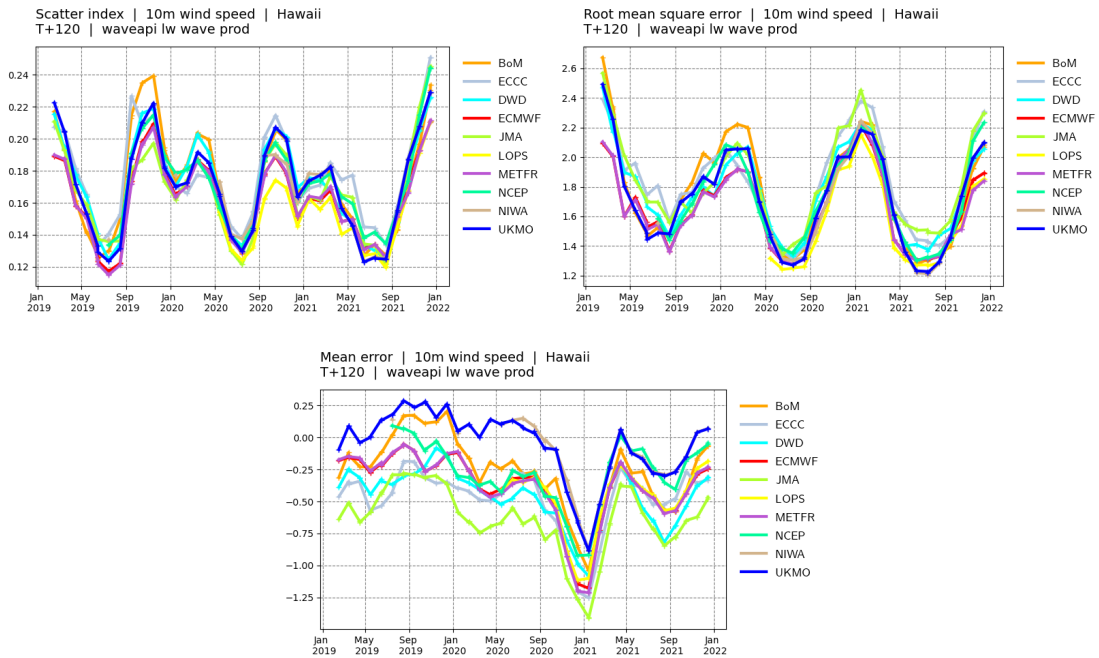 Scatter index | 10m wind speed | Hawaii
T+120 | waveapi lw wave prod
0.24
0.22
0.20
0.18
0.16
0.14
0.12
Jan 2019
May 2019
Sep 2019
Jan 2020
May 2020
Sep 2020
Jan 2021
May 2021
Sep 2021
Jan 2022
BoM
ECCC
DWD
ECMWF
JMA
LOPS
METFR
NCEP
NIWA
UKMO
Root mean square error | 10m wind speed | Hawaii
T+120 | waveapi lw wave prod
2.6
2.4
2.2
2.0
1.8
1.6
1.4
1.2
Jan 2019
May 2019
Sep 2019
Jan 2020
May 2020
Sep 2020
Jan 2021
May 2021
Sep 2021
Jan 2022
BoM
ECCC
DWD
ECMWF
JMA
LOPS
METFR
NCEP
NIWA
UKMO
Mean error | 10m wind speed | Hawaii
T+120 | waveapi lw wave prod
0.25
0.00
−0.25
−0.50
−0.75
−1.00
−1.25
Jan 2019
May 2019
Sep 2019
Jan 2020
May 2020
Sep 2020
Jan 2021
May 2021
Sep 2021
Jan 2022
BoM
ECCC
DWD
ECMWF
JMA
LOPS
METFR
NCEP
NIWA
UKMO